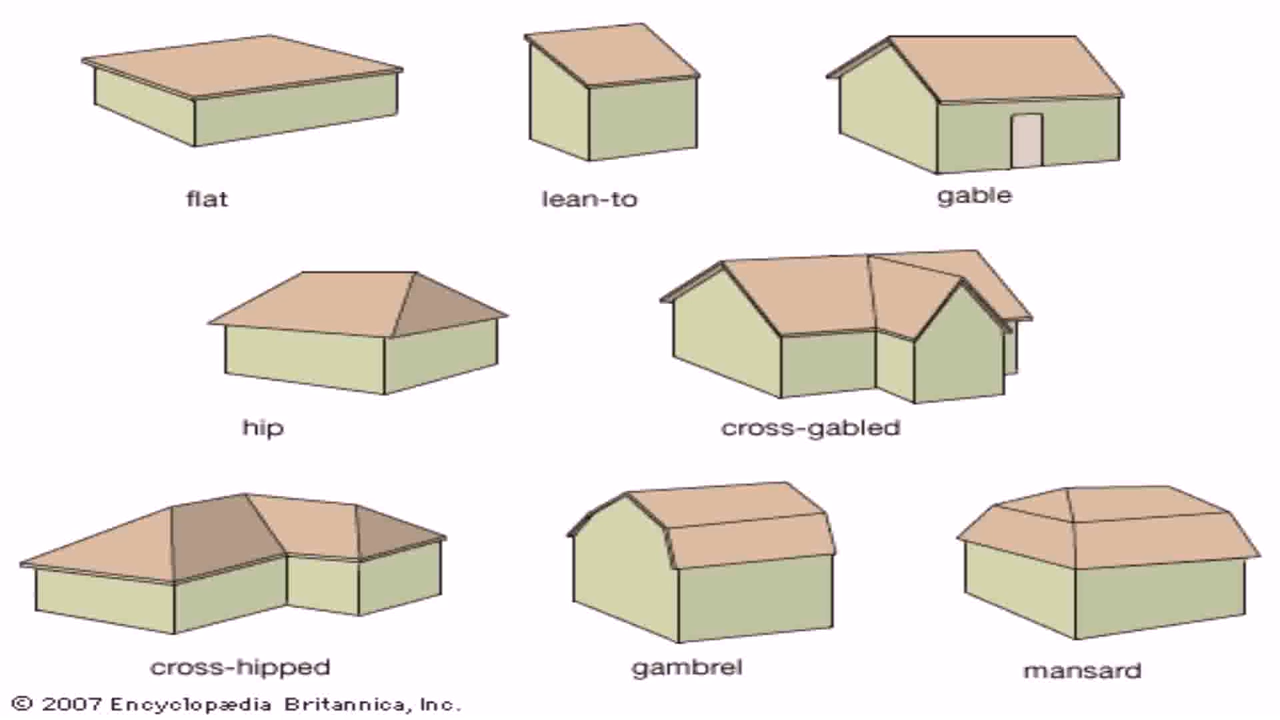 flat
lean-to
gable
hip
cross-gabled
cross-hipped
gambrel
mansard
© 2007 Encyclopædia Britannica, Inc.